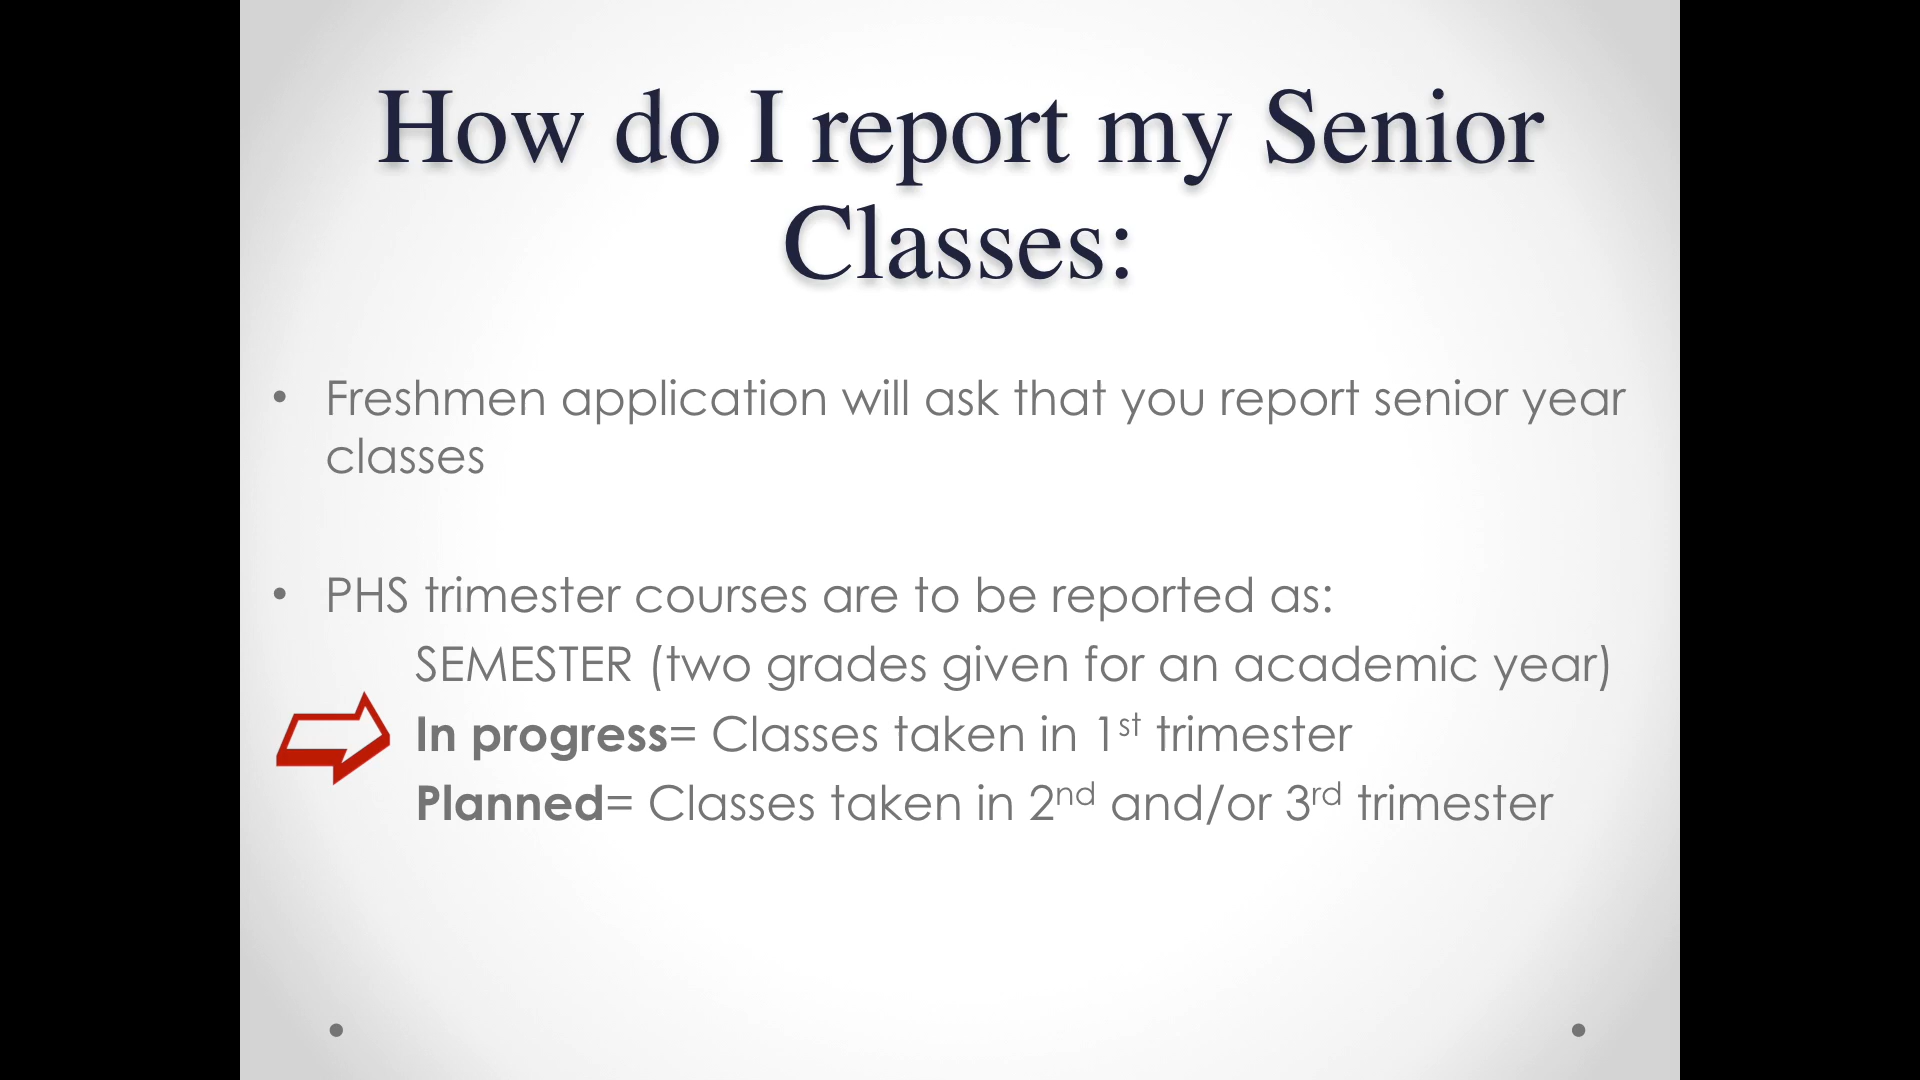 How do I report my Senior
Classes:
• Freshmen application will ask that you report senior year
classes
• PHS trimester courses are to be reported as:
SEMESTER (two grades given for an academic year)
In progress= Classes taken in 1st trimester
Planned= Classes taken in 2nd and/or 3rd trimester